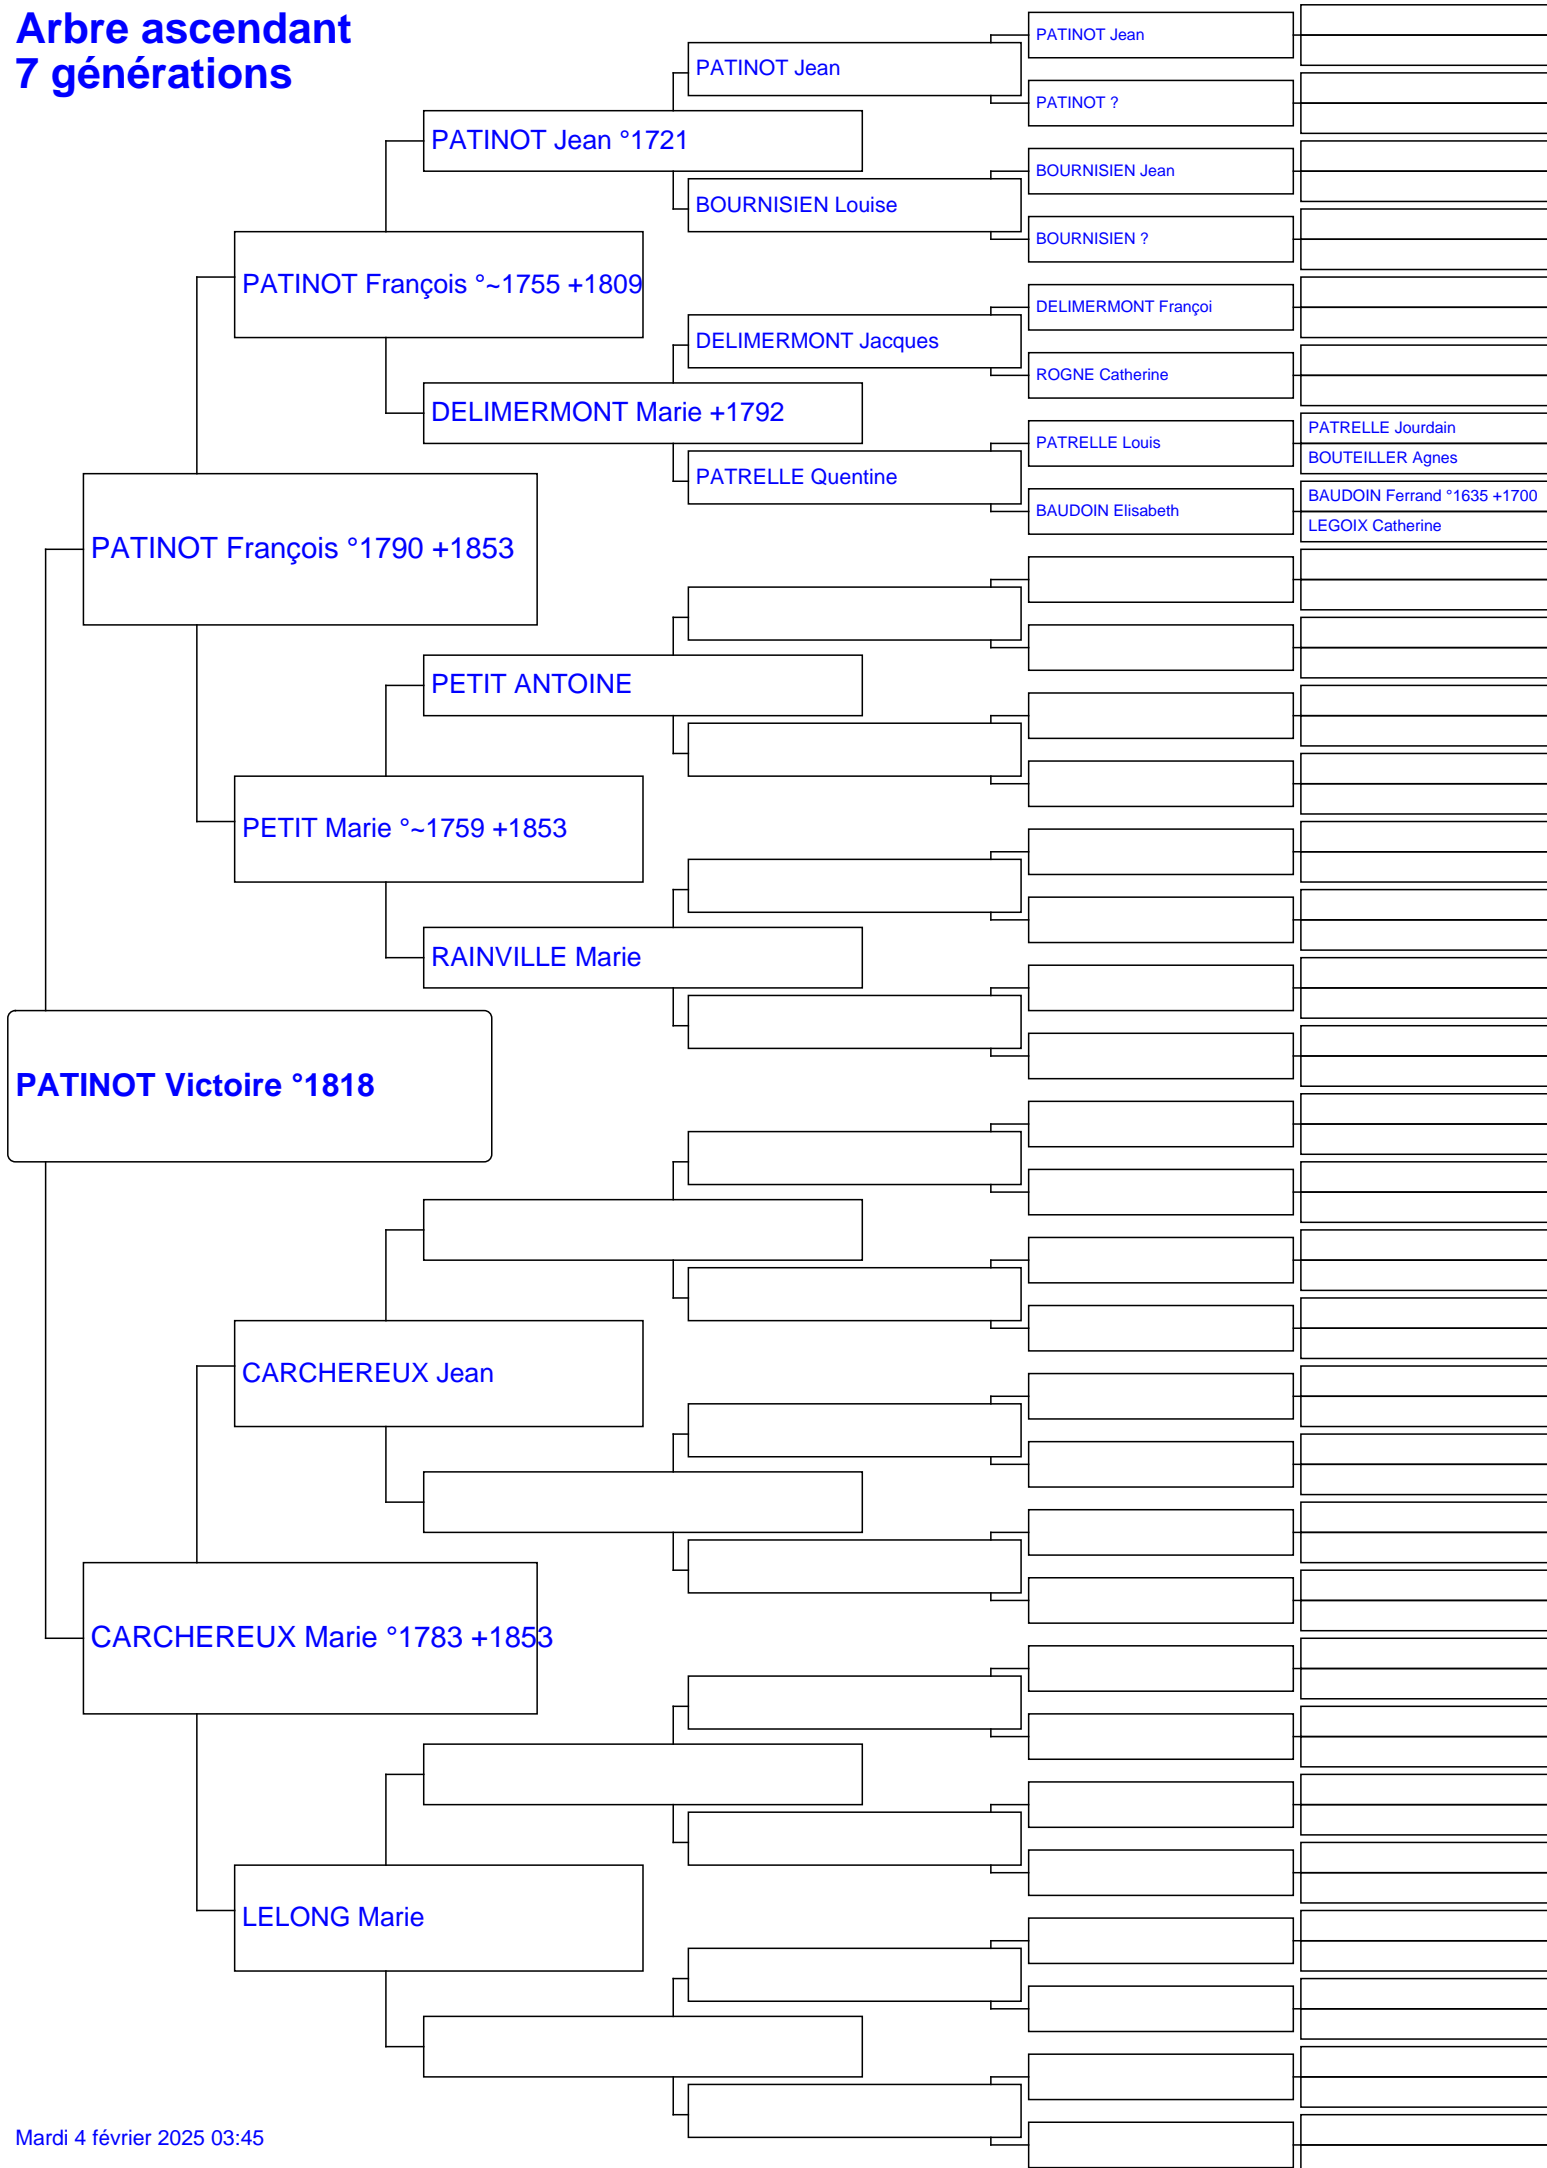 Arbre ascendant
7 générations
PATINOT Jean
PATINOT Jean
PATINOT ?
PATINOT Jean °1721
BOURNISIEN Jean
BOURNISIEN Louise
BOURNISIEN ?
PATINOT François °~1755 +1809
DELIMERMONT Françoi
DELIMERMONT Jacques
ROGNE Catherine
DELIMERMONT Marie +1792
PATRELLE Jourdain
PATRELLE Louis
BOUTEILLER Agnes
PATRELLE Quentine
BAUDOIN Ferrand °1635 +1700
BAUDOIN Elisabeth
LEGOIX Catherine
PATINOT François °1790 +1853
PETIT ANTOINE
PETIT Marie °~1759 +1853
RAINVILLE Marie
PATINOT Victoire °1818
CARCHEREUX Jean
CARCHEREUX Marie °1783 +1853
LELONG Marie
Mardi 4 février 2025 03:45